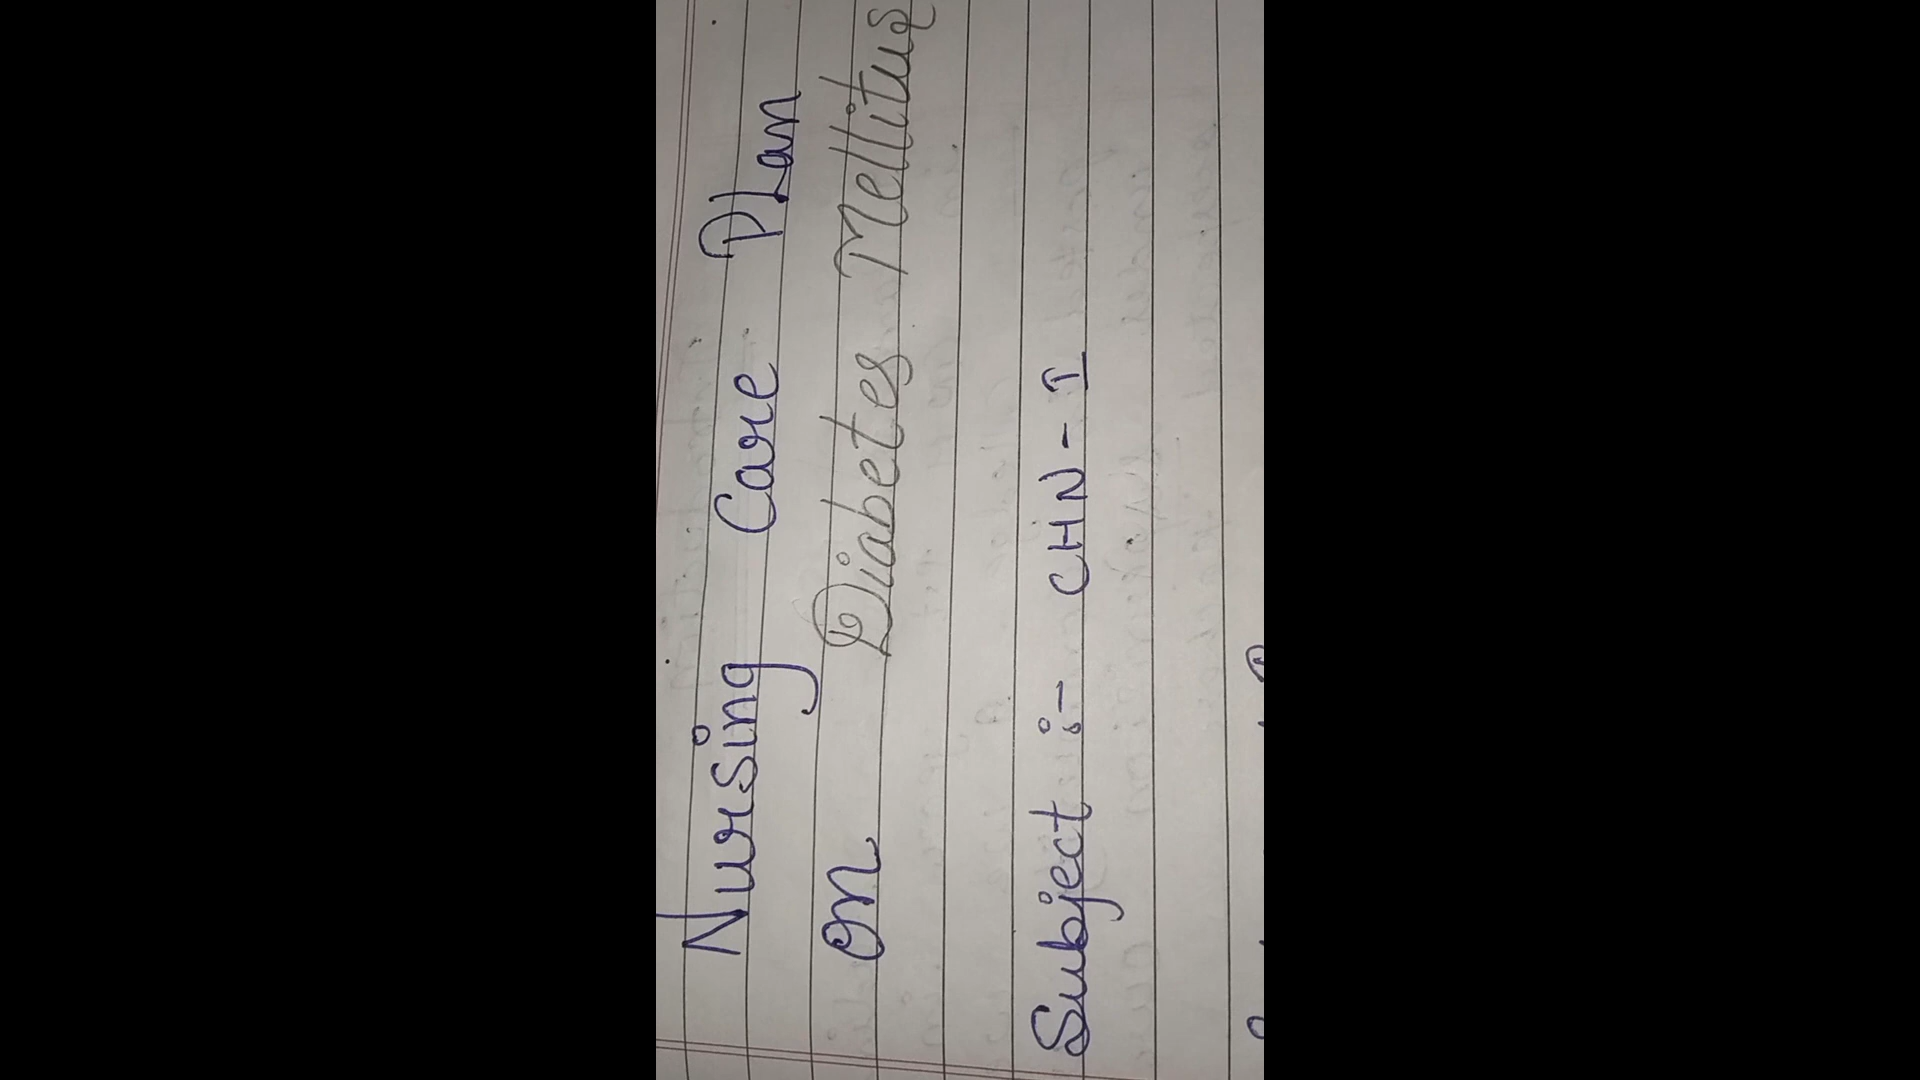 Nursing Care Plan
on Diabetes Mellitus
Subject :- CHN - I